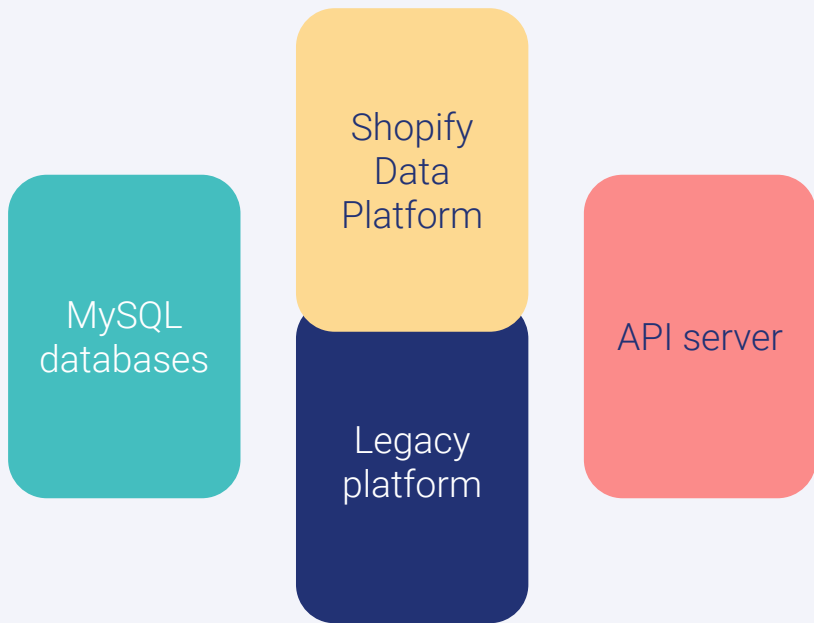 Shopify
Data
Platform
MySQL
databases
API server
Legacy
platform